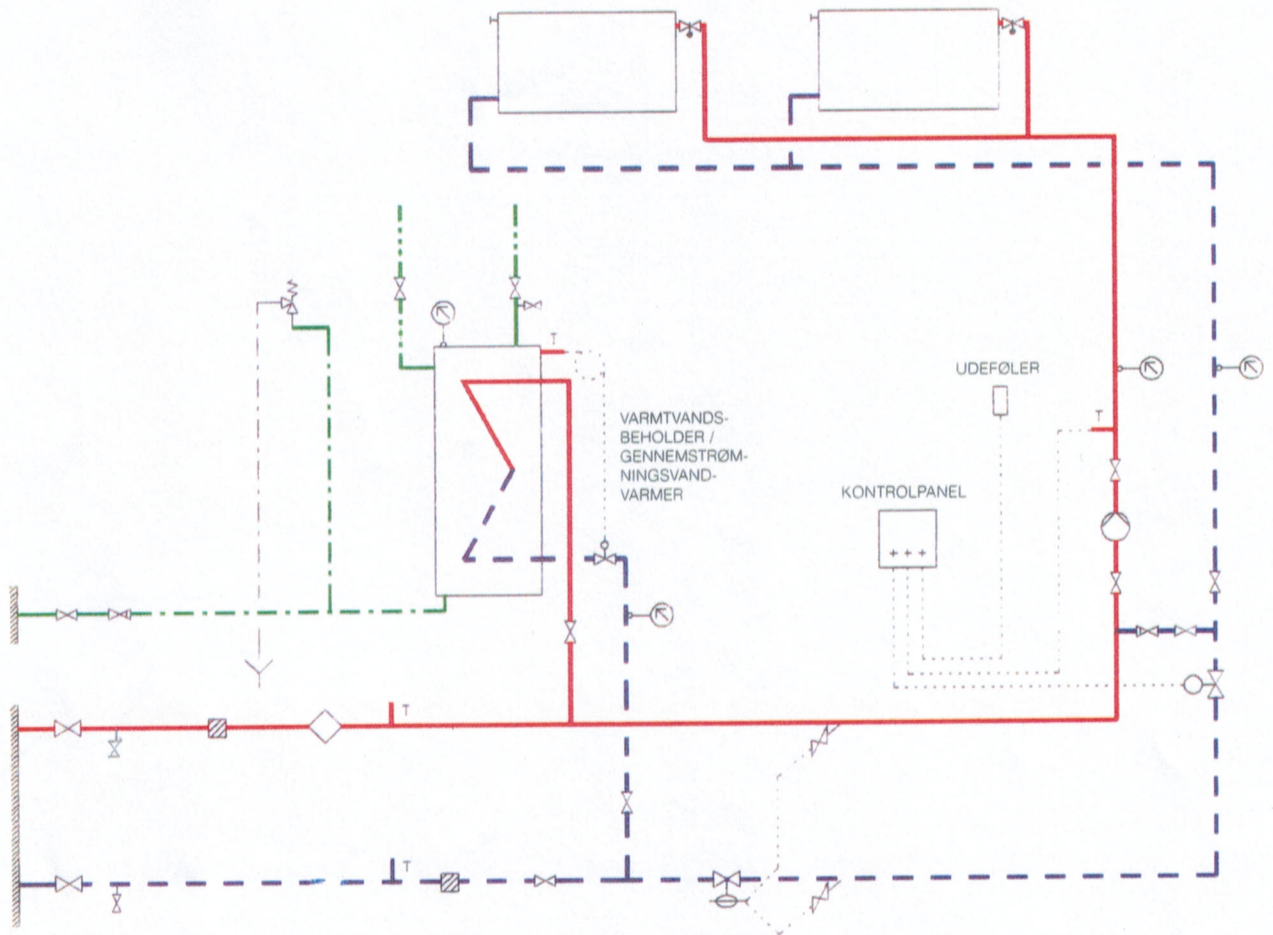 T
UDEFØLER
VARMTVANDS-
BEHOLDER /
GENNEMSTRØM-
NINGSVAND-
VARMER
T
KONTROLPANEL
+ + +
T
T